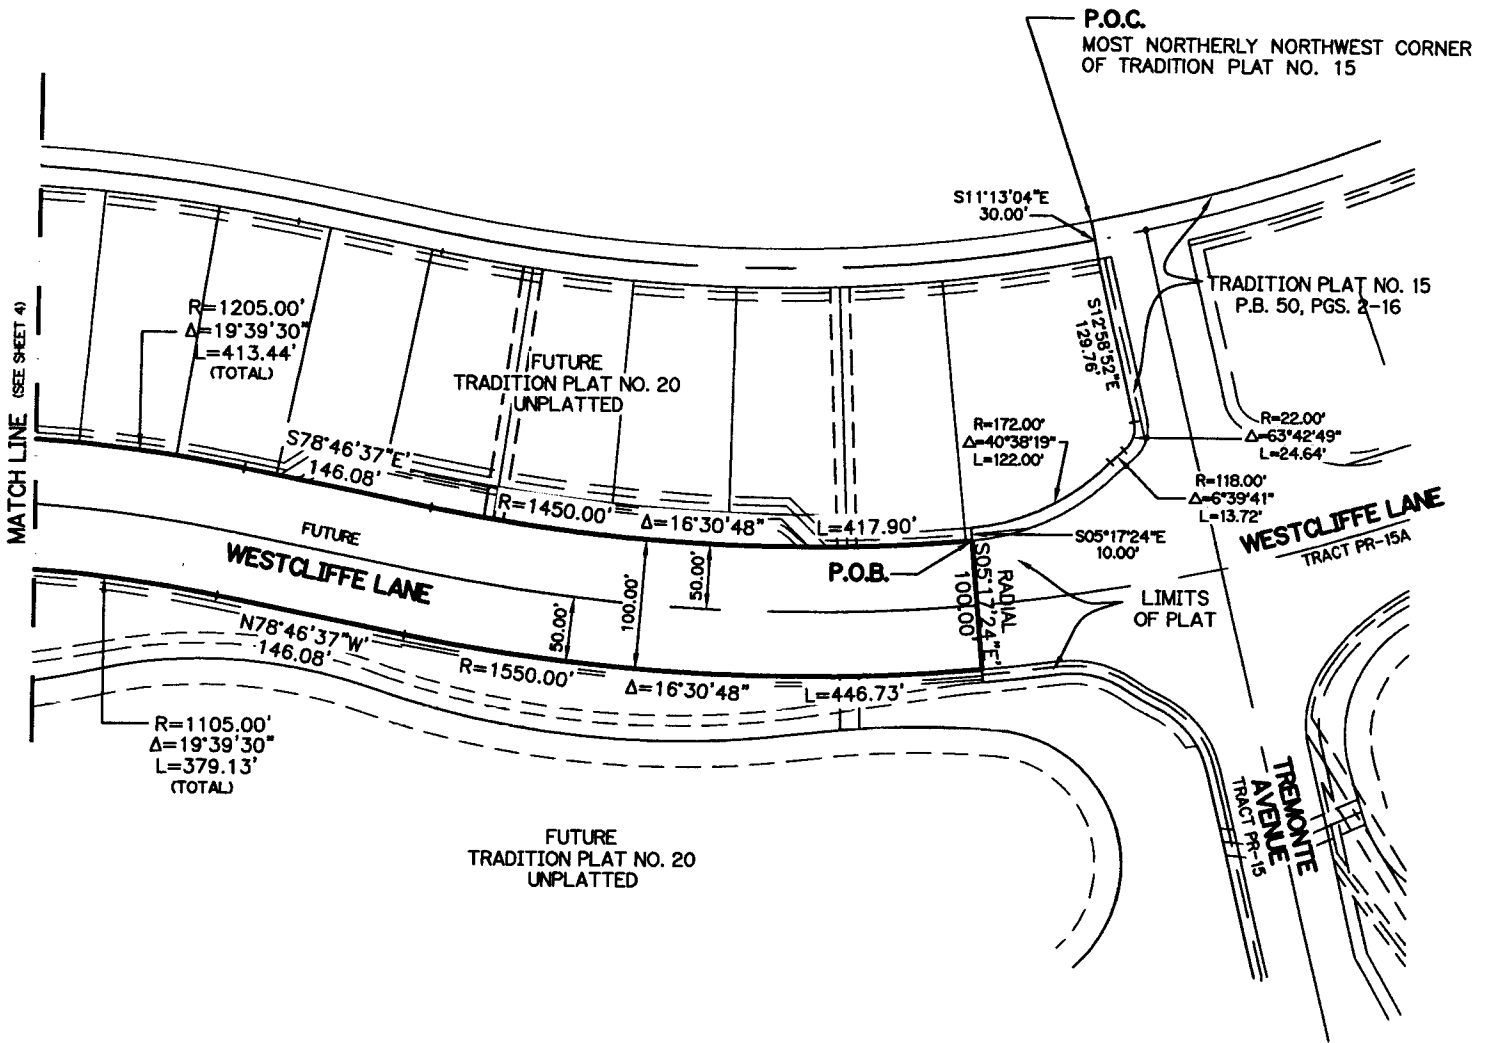 P.O.C.
MOST NORTHERLY NORTHWEST CORNER
OF TRADITION PLAT NO. 15
S11°13'04"E
30.00'
TRADITION PLAT NO. 15
P.B. 50, PGS. 2-16
S12°58'52"E
129.76'
MATCH LINE (SEE SHEET 4)
R=1205.00'
Δ=19°39'30"
L=413.44'
(TOTAL)
FUTURE
TRADITION PLAT NO. 20
UNPLATTED
R=172.00'
Δ=40°38'19"
L=122.00'
R=22.00'
Δ=63°42'49"
L=24.64'
R=118.00'
Δ=6°39'41"
L=13.72'
S78°46'37"E'
146.08'
R=1450.00'
Δ=16°30'48"
L=417.90'
S05°17'24"E
10.00'
WESTCLIFFE LANE
TRACT PR-15A
FUTURE
WESTCLIFFE LANE
P.O.B.
50.00'
100.00'
50.00'
S05°17'24"E'
100.00'
RADIAL
LIMITS
OF PLAT
N78°46'37"W'
146.08'
R=1550.00'
Δ=16°30'48"
L=446.73'
R=1105.00'
Δ=19°39'30"
L=379.13'
(TOTAL)
TREMONTE
AVENUE
TRACT PR-15
FUTURE
TRADITION PLAT NO. 20
UNPLATTED